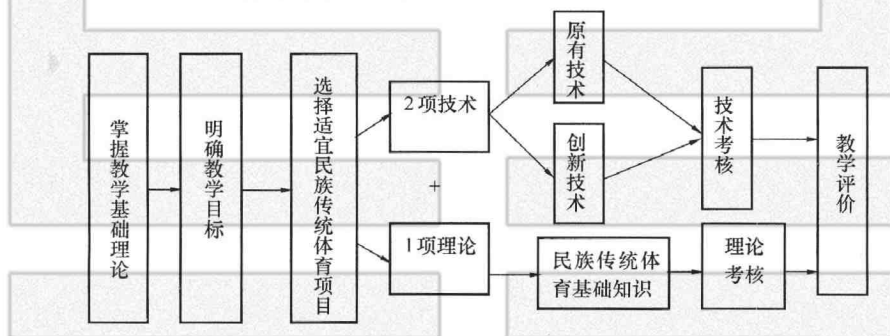 掌握教学基础理论
明确教学目标
选择适宜民族传统体育项目
2项技术
+
1项理论
原有技术
创新技术
民族传统体
育基础知识
技术考核
理论
考核
教学评价